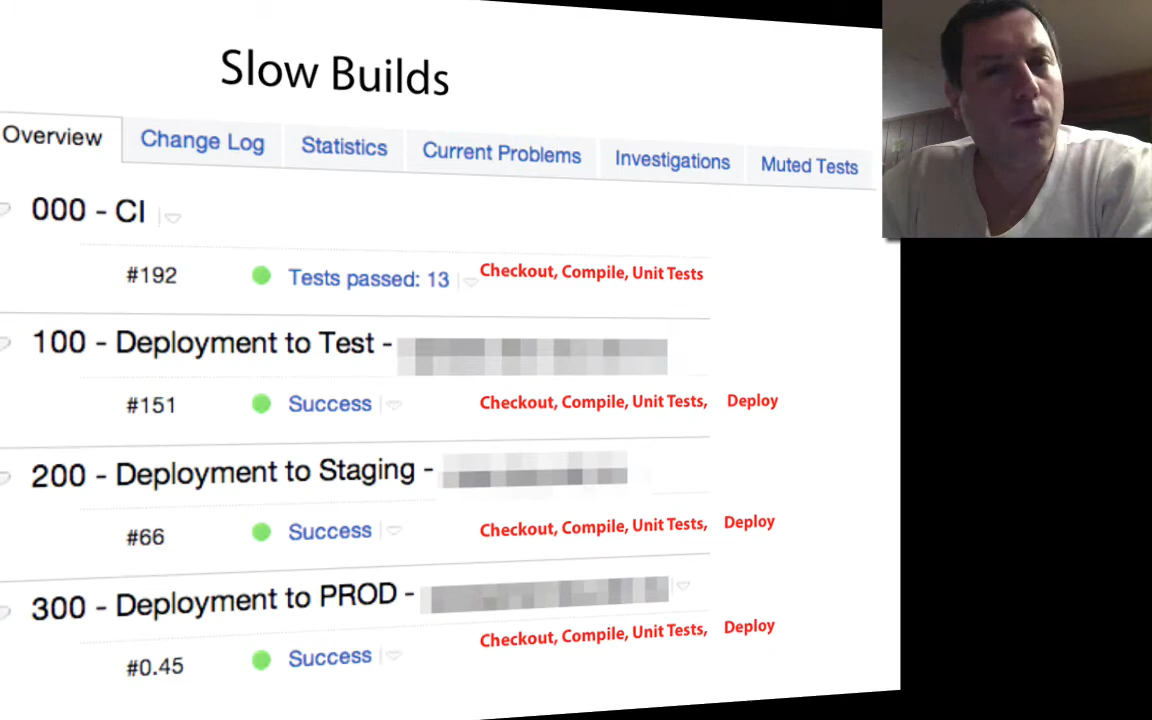 Slow Builds
Overview Change Log Statistics Current Problems Investigations Muted Tests
000 - CI
#192 Tests passed: 13 Checkout, Compile, Unit Tests
100 - Deployment to Test -
#151 Success Checkout, Compile, Unit Tests, Deploy
200 - Deployment to Staging -
#66 Success Checkout, Compile, Unit Tests, Deploy
300 - Deployment to PROD -
#0.45 Success Checkout, Compile, Unit Tests, Deploy